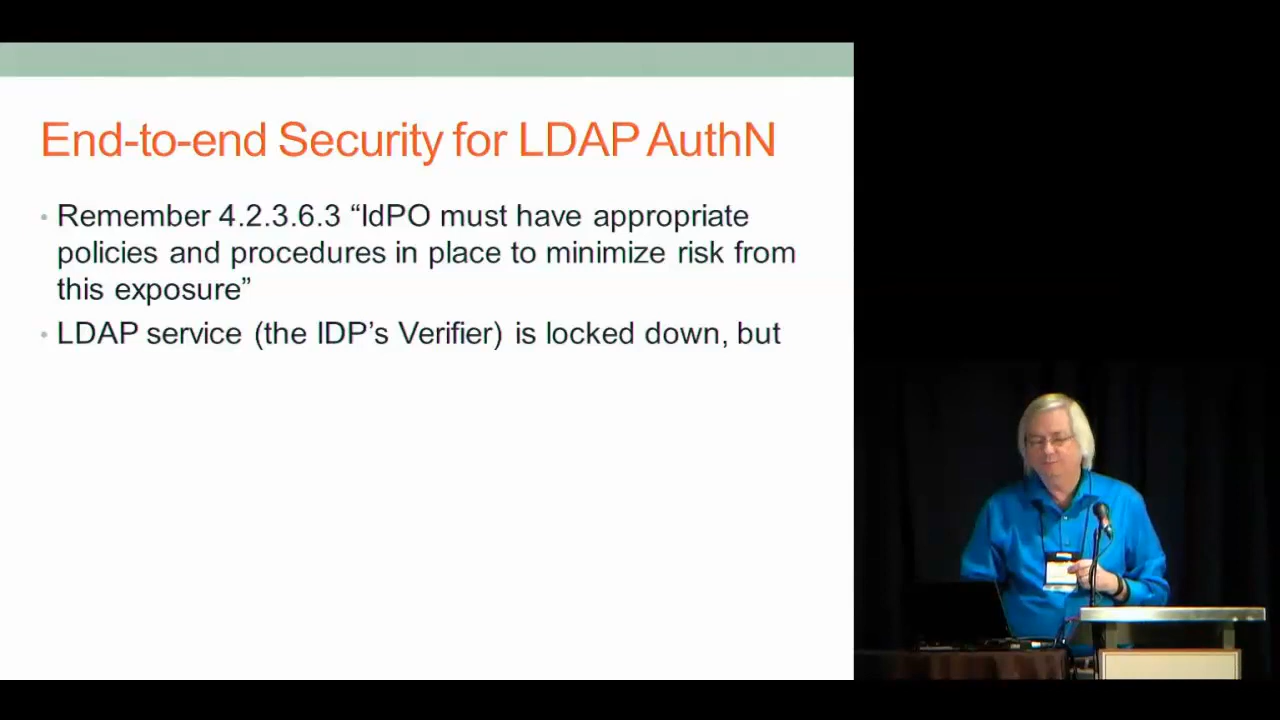 End-to-end Security for LDAP AuthN
• Remember 4.2.3.6.3 “IdPO must have appropriate
policies and procedures in place to minimize risk from
this exposure”
• LDAP service (the IDP’s Verifier) is locked down, but